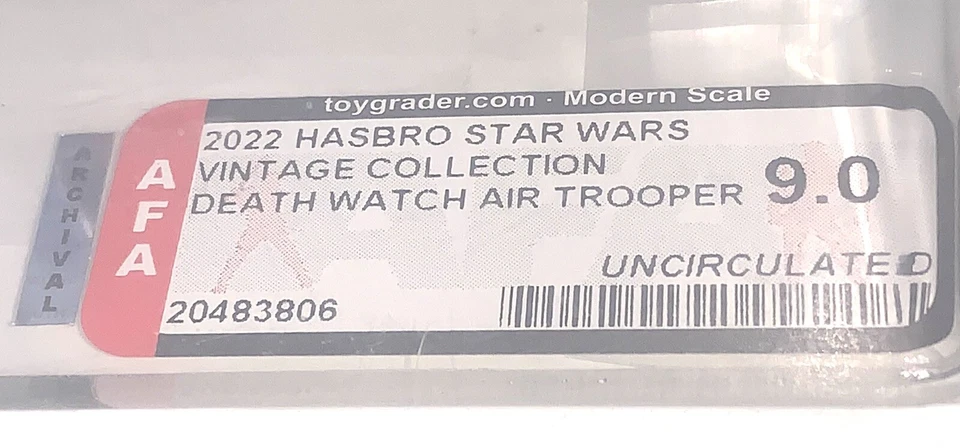 toygrader.com · Modern Scale
ARCHIVAL
AFA
2022 HASBRO STAR WARS
VINTAGE COLLECTION
DEATH WATCH AIR TROOPER
9.0
UNCIRCULATED
20483806